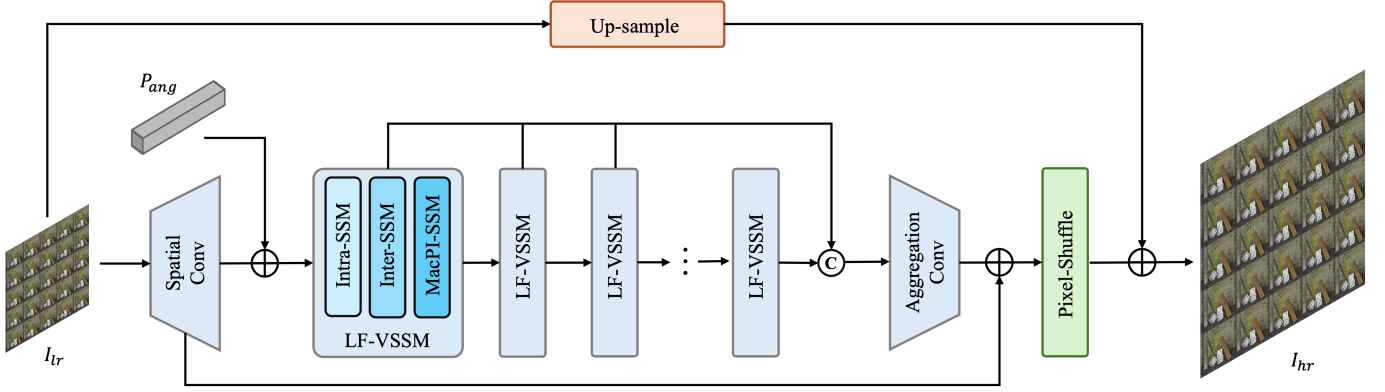 Up-sample
P_ang
Spatial
Conv
Intra-SSM
Inter-SSM
MacPI-SSM
LF-VSSM
LF-VSSM
LF-VSSM
LF-VSSM
C
Aggregation
Conv
Pixel-Shuffle
I_lr
I_hr